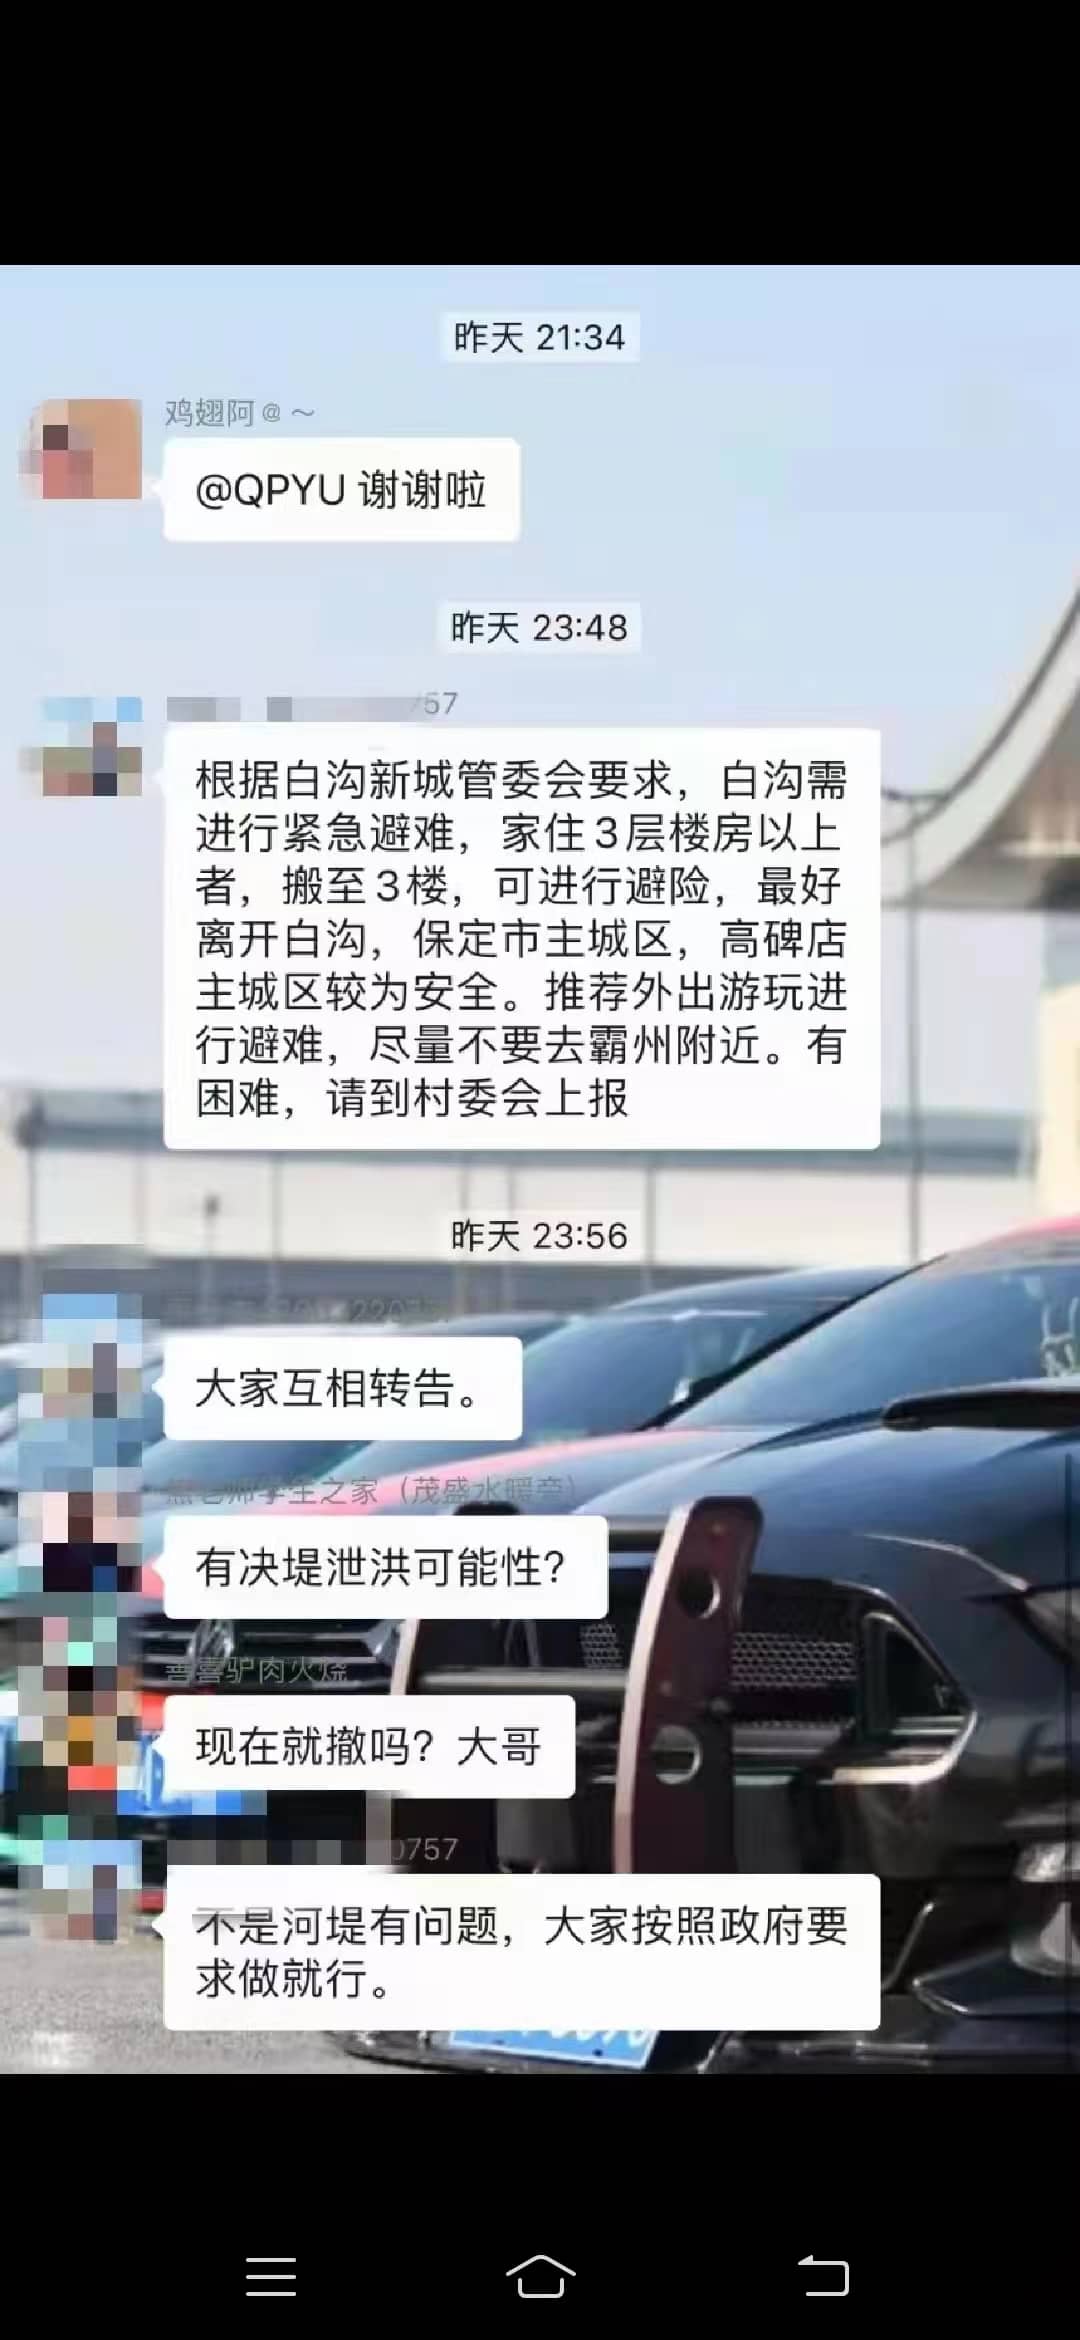 昨天 21:34
鸡翅阿@～
@QPYU 谢谢啦
昨天 23:48
57
根据白沟新城管委会要求，白沟需
进行紧急避难，家住3层楼房以上
者，搬至3楼，可进行避险，最好
离开白沟，保定市主城区，高碑店
主城区较为安全。推荐外出游玩进
行避难，尽量不要去霸州附近。有
困难，请到村委会上报
昨天 23:56
大家互相转告。
老师学生之家（茂盛水暖旁）
有决堤泄洪可能性？
善喜驴肉火烧
现在就撤吗？大哥
0757
不是河堤有问题，大家按照政府要
求做就行。